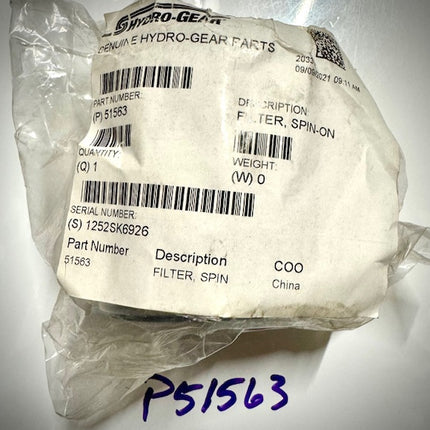 HYDRO-GEAR
GENUINE HYDRO-GEAR PARTS
2033
09/09/2021 09:11 AM
PART NUMBER:
(P) 51563
DESCRIPTION
FILTER, SPIN-ON
QUANTITY:
(Q) 1
WEIGHT:
(W) 0
SERIAL NUMBER:
(S) 1252SK6926
Part Number Description COO
51563 FILTER, SPIN China
P51563